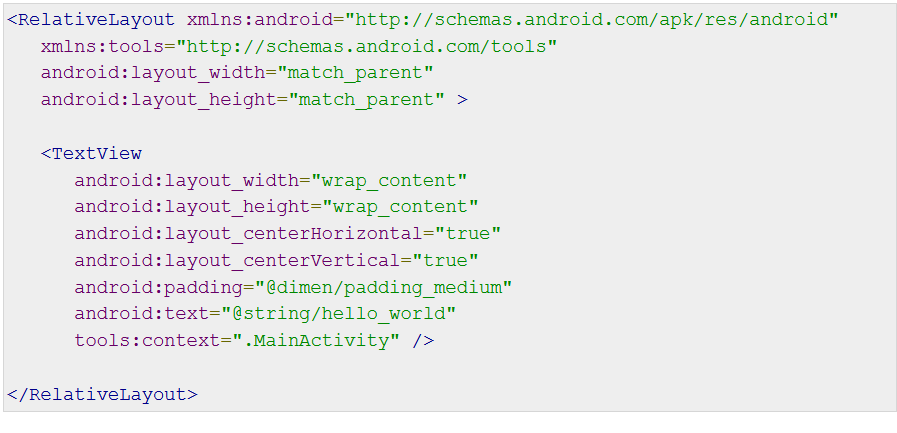 <RelativeLayout xmlns:android="http://schemas.android.com/apk/res/android"
   xmlns:tools="http://schemas.android.com/tools"
   android:layout_width="match_parent"
   android:layout_height="match_parent" >

   <TextView
      android:layout_width="wrap_content"
      android:layout_height="wrap_content"
      android:layout_centerHorizontal="true"
      android:layout_centerVertical="true"
      android:padding="@dimen/padding_medium"
      android:text="@string/hello_world"
      tools:context=".MainActivity" />

</RelativeLayout>